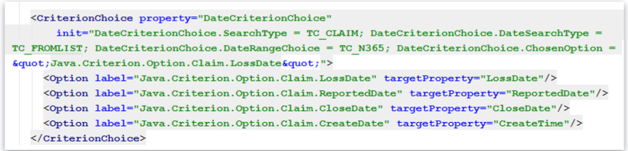 <CriterionChoice property="DateCriterionChoice"
init="DateCriterionChoice.SearchType = TC_CLAIM; DateCriterionChoice.DateSearchType =
TC_FROMLIST; DateCriterionChoice.DateRangeChoice = TC_N365; DateCriterionChoice.ChosenOption =
&quot;Java.Criterion.Option.Claim.LossDate&quot;">
<Option label="Java.Criterion.Option.Claim.LossDate" targetProperty="LossDate"/>
<Option label="Java.Criterion.Option.Claim.ReportedDate" targetProperty="ReportedDate"/>
<Option label="Java.Criterion.Option.Claim.CloseDate" targetProperty="CloseDate"/>
<Option label="Java.Criterion.Option.Claim.CreateDate" targetProperty="CreateTime"/>
</CriterionChoice>